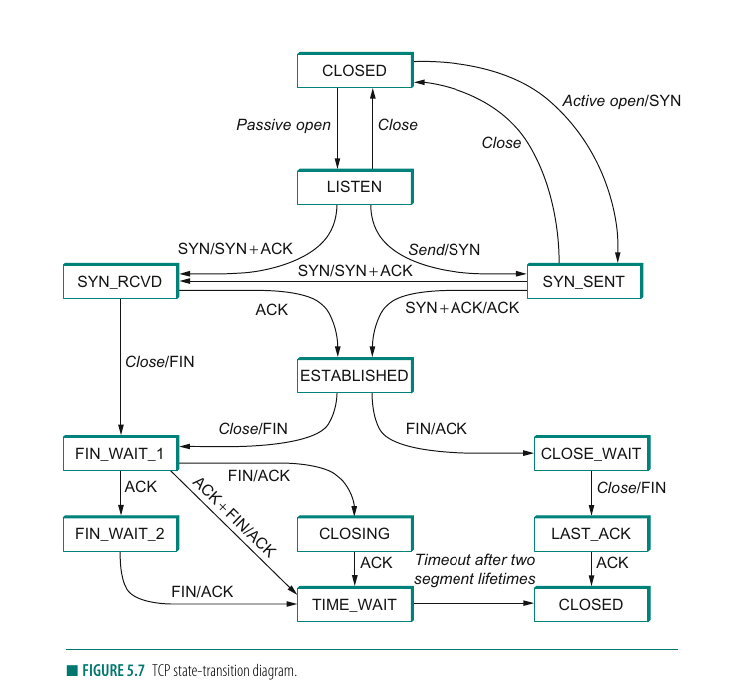 CLOSED
Active open/SYN
Passive open
Close
Close
LISTEN
SYN/SYN+ACK
Send/SYN
SYN/SYN+ACK
SYN_RCVD
SYN_SENT
ACK
SYN+ACK/ACK
Close/FIN
ESTABLISHED
Close/FIN
FIN/ACK
FIN_WAIT_1
CLOSE_WAIT
FIN/ACK
ACK
ACK+FIN/ACK
Close/FIN
FIN_WAIT_2
CLOSING
LAST_ACK
ACK
Timeout after two
segment lifetimes
ACK
FIN/ACK
TIME_WAIT
CLOSED
■ FIGURE 5.7 TCP state-transition diagram.